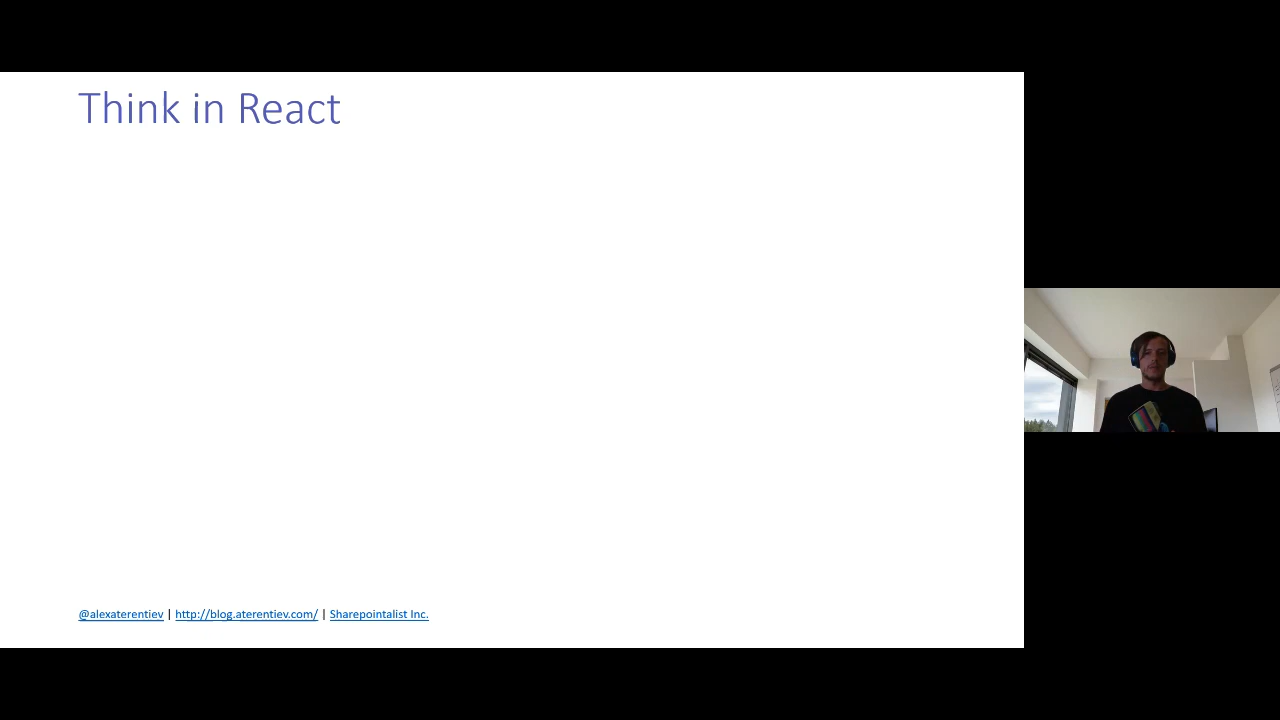 Think in React
@alexaterentiev | http://blog.aterentiev.com/ | Sharepointalist Inc.